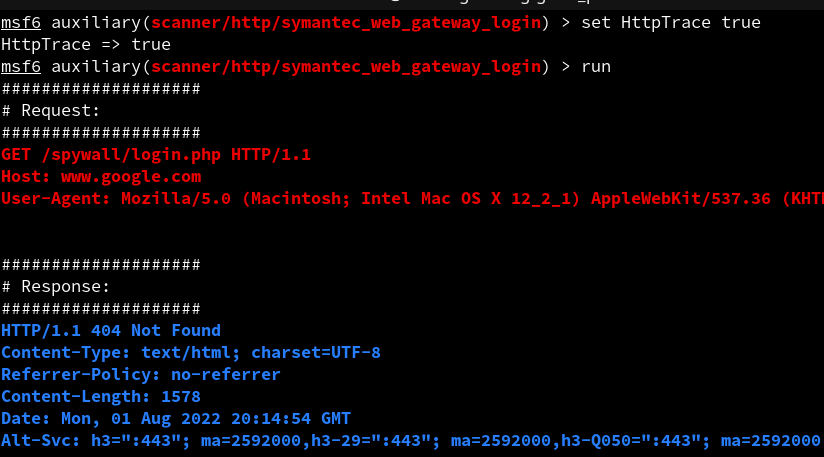 msf6 auxiliary(scanner/http/symantec_web_gateway_login) > set HttpTrace true
HttpTrace => true
msf6 auxiliary(scanner/http/symantec_web_gateway_login) > run
####################
# Request:
####################
GET /spywall/login.php HTTP/1.1
Host: www.google.com
User-Agent: Mozilla/5.0 (Macintosh; Intel Mac OS X 12_2_1) AppleWebKit/537.36 (KHT
####################
# Response:
####################
HTTP/1.1 404 Not Found
Content-Type: text/html; charset=UTF-8
Referrer-Policy: no-referrer
Content-Length: 1578
Date: Mon, 01 Aug 2022 20:14:54 GMT
Alt-Svc: h3=":443"; ma=2592000,h3-29=":443"; ma=2592000,h3-Q050=":443"; ma=2592000